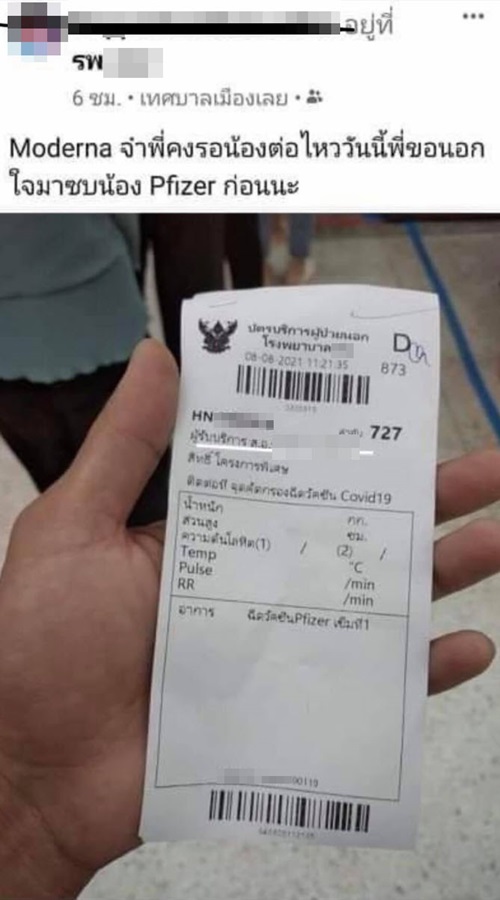 อยู่ที่
รพ
6 ชม. • เทศบาลเมืองเลย •
Moderna จ๋าพี่คงรอน้องต่อไหววันนี้พี่ขอนอก
ใจมาซบน้อง Pfizer ก่อนนะ
บัตรบริการผู้ป่วยนอก
โรงพยาบาล
D
08-08-2021 11:21:35
873
HN
ลำดับ 727
ผู้รับบริการ ส.อ.
สิทธิ์ โครงการพิเศษ
ติดต่อที่ จุดคัดกรองฉีดวัคซีน Covid19
น้ำหนัก กก.
ส่วนสูง ซม.
ความดันโลหิต(1) / (2) /
Temp °C
Pulse /min
RR /min
อาการ ฉีดวัคซีนPfizer เข็มที่1